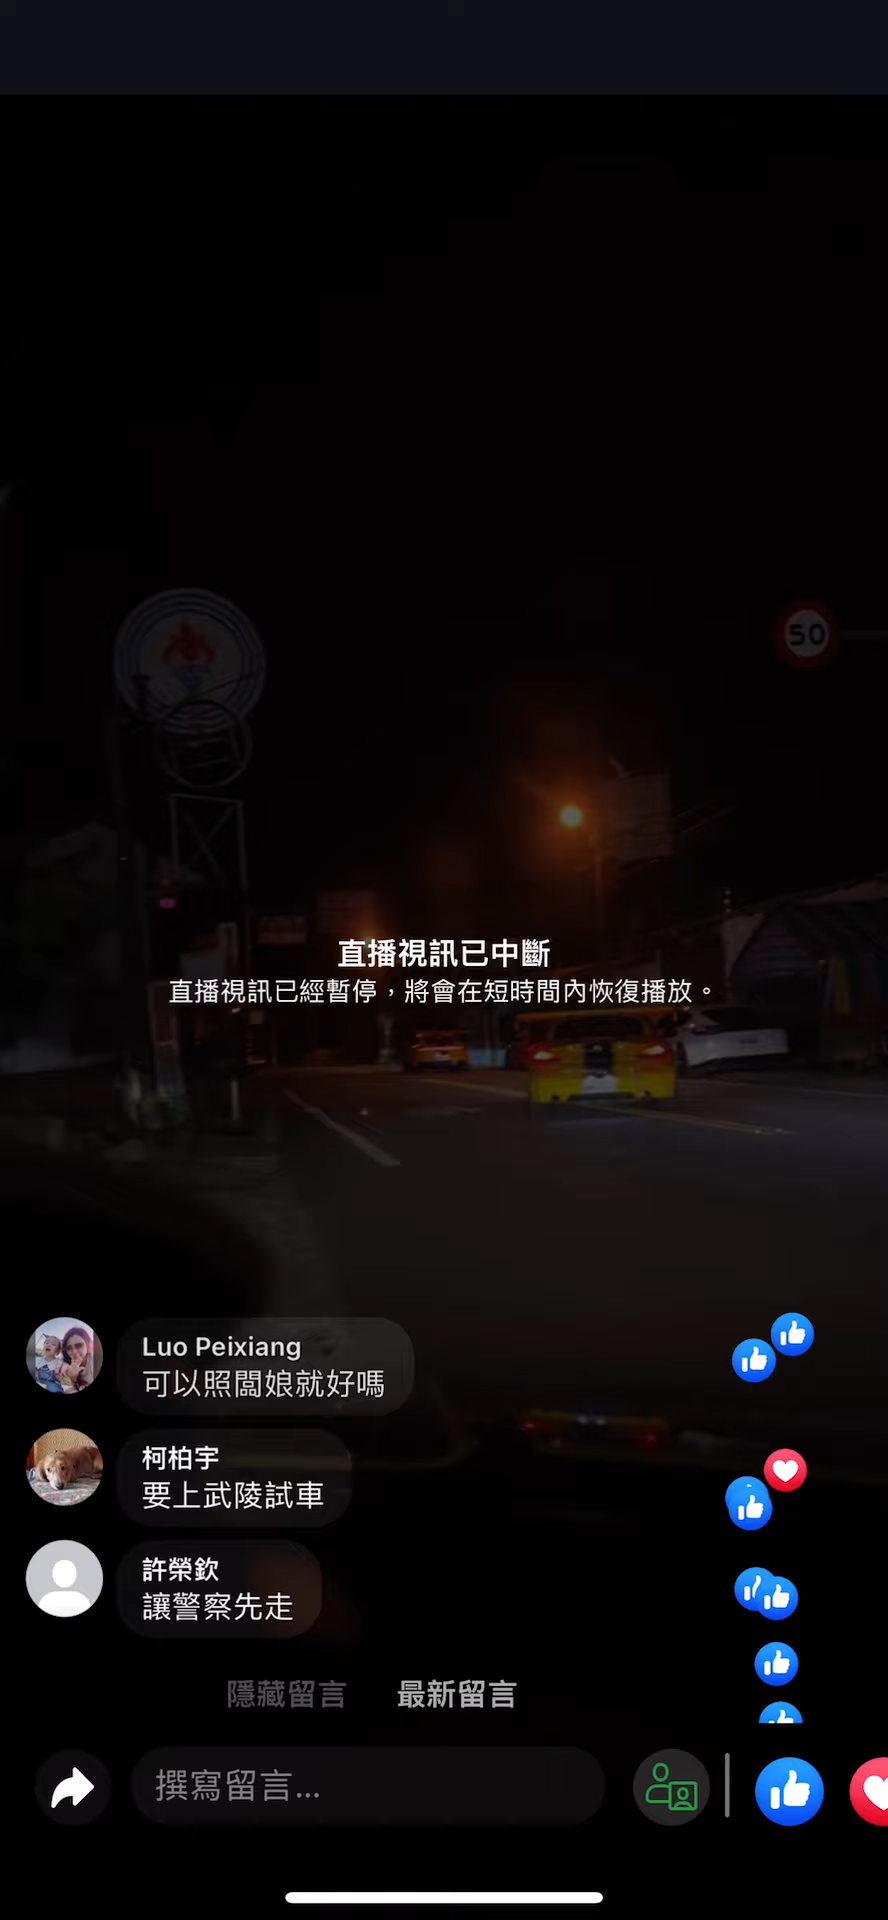 50
直播視訊已中斷
直播視訊已經暫停，將會在短時間內恢復播放。
Luo Peixiang
可以照闆娘就好嗎
柯柏宇
要上武陵試車
許榮欽
讓警察先走
隱藏留言 最新留言
撰寫留言...